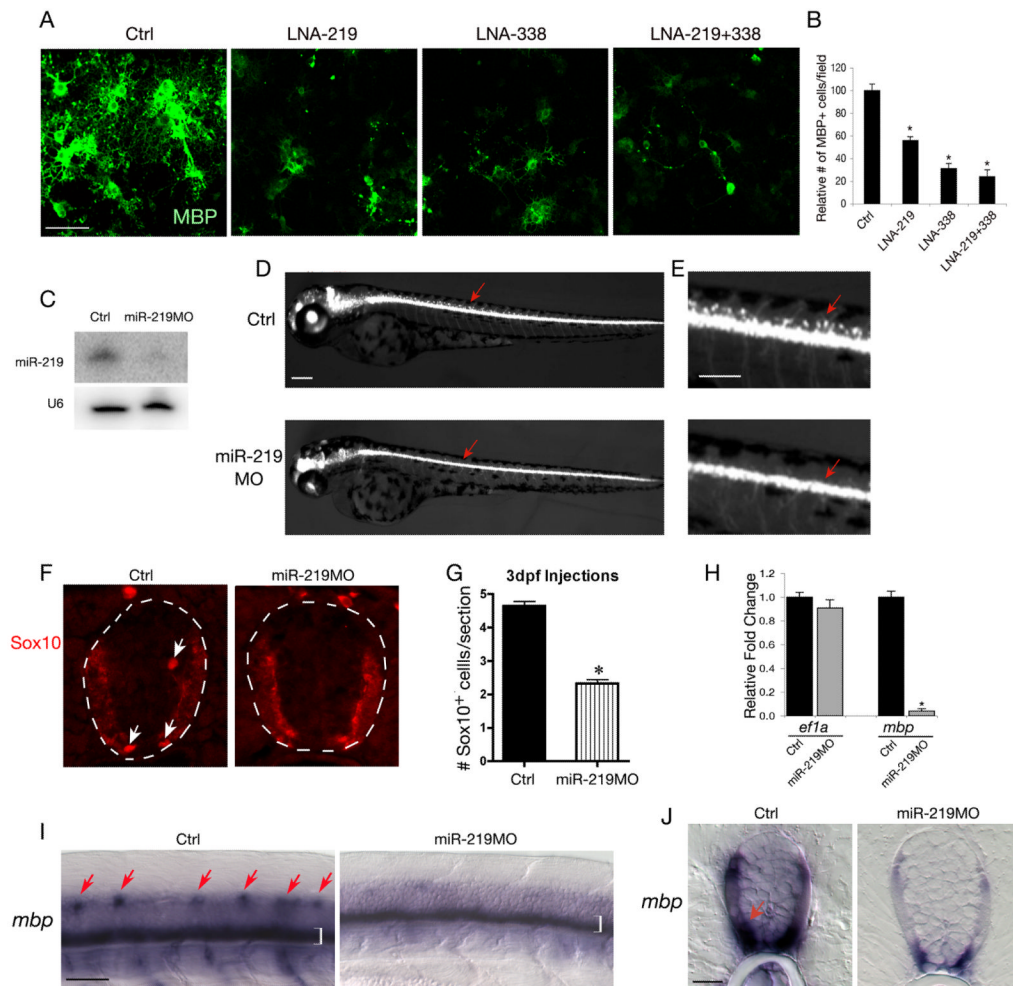 A
Ctrl
LNA-219
LNA-338
LNA-219+338
MBP
B
Relative # of MBP+ cells/field
120
100
80
60
40
20
0
*
*
*
Ctrl
LNA-219
LNA-338
LNA-219+338
C
Ctrl miR-219MO
miR-219
U6
D
Ctrl
miR-219
MO
E
F
Ctrl
miR-219MO
Sox10
G
3dpf Injections
# Sox10+ cellls/section
5
4
3
2
1
0
*
Ctrl
miR-219MO
H
Relative Fold Change
1.2
1.0
0.8
0.6
0.4
0.2
0.0
*
Ctrl
miR-219MO
ef1a
Ctrl
miR-219MO
mbp
I
Ctrl
miR-219MO
mbp
J
Ctrl
miR-219MO
mbp